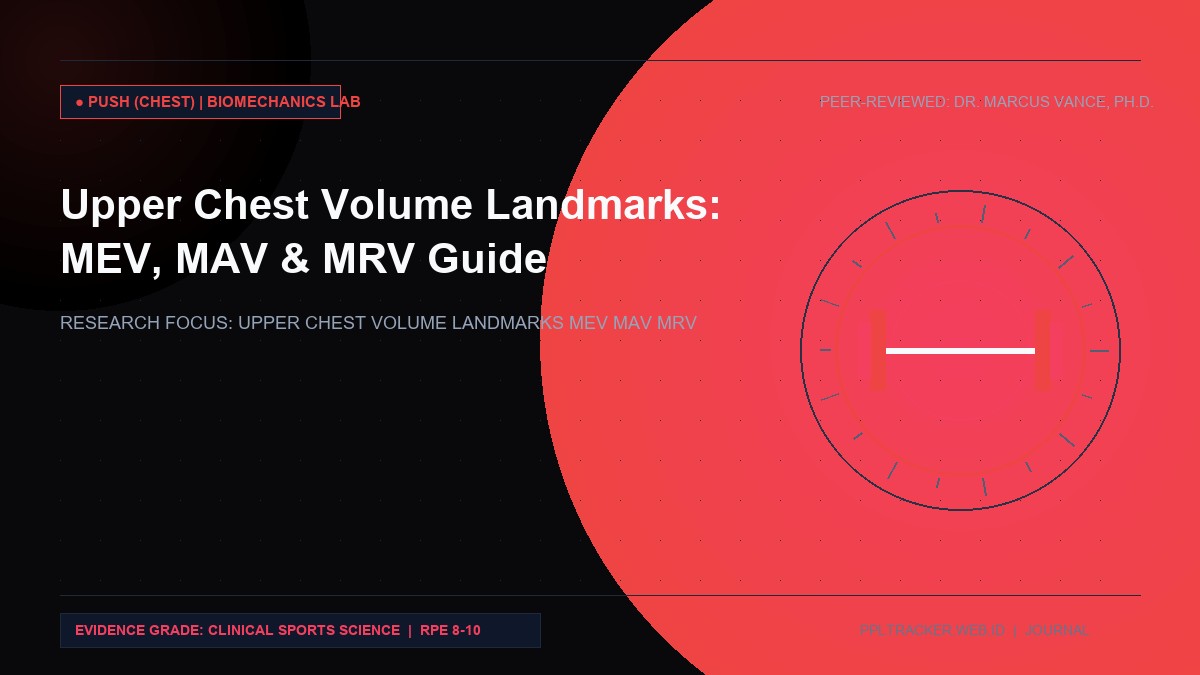 ● PUSH (CHEST) | BIOMECHANICS LAB
PEER-REVIEWED: DR. MARCUS VANCE, PH.D.
Upper Chest Volume Landmarks:
MEV, MAV & MRV Guide
RESEARCH FOCUS: UPPER CHEST VOLUME LANDMARKS MEV MAV MRV
EVIDENCE GRADE: CLINICAL SPORTS SCIENCE | RPE 8-10
PPLTRACKER.WEB.ID | JOURNAL